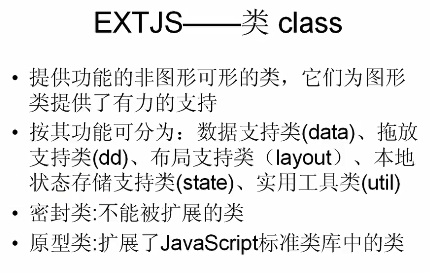 EXTJS——类 class
• 提供功能的非图形可形的类，它们为图形
类提供了有力的支持
• 按其功能可分为：数据支持类(data)、拖放
支持类(dd)、布局支持类（layout）、本地
状态存储支持类(state)、实用工具类(util)
• 密封类:不能被扩展的类
• 原型类:扩展了JavaScript标准类库中的类